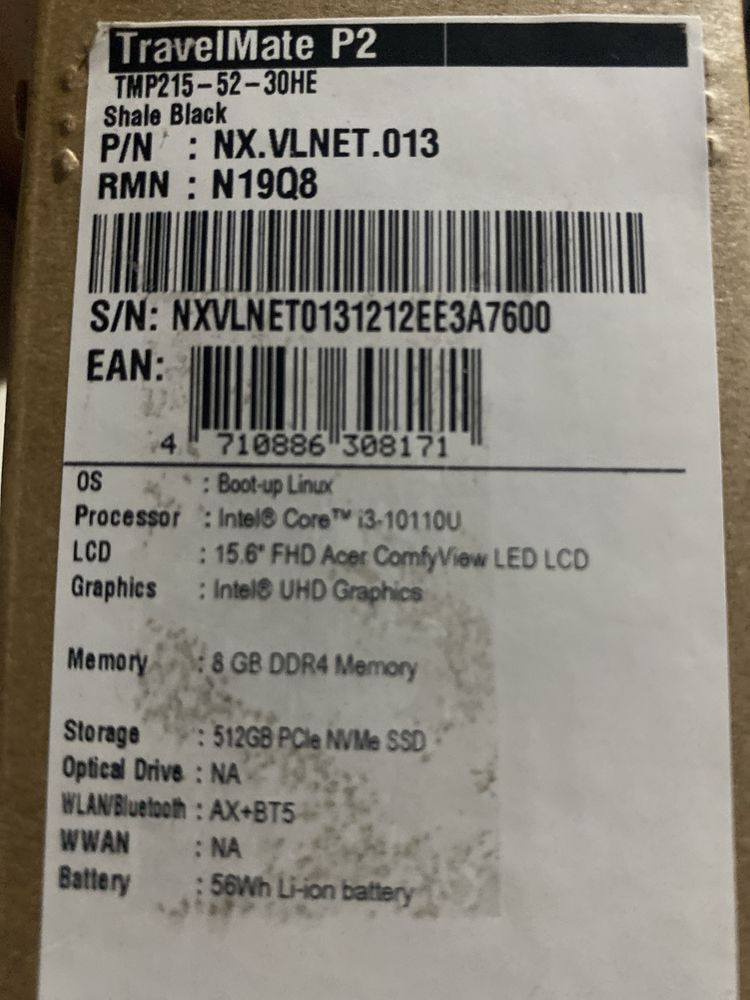 TravelMate P2
TMP215-52-30HE
Shale Black
P/N : NX.VLNET.013
RMN : N19Q8
S/N: NXVLNET0131212EE3A7600
EAN:
4 710886 308171
OS : Boot-up Linux
Processor : Intel® Core™ i3-10110U
LCD : 15.6" FHD Acer ComfyView LED LCD
Graphics : Intel® UHD Graphics
Memory : 8 GB DDR4 Memory
Storage : 512GB PCIe NVMe SSD
Optical Drive : NA
WLAN/Bluetooth : AX+BT5
WWAN : NA
Battery : 56Wh Li-ion battery